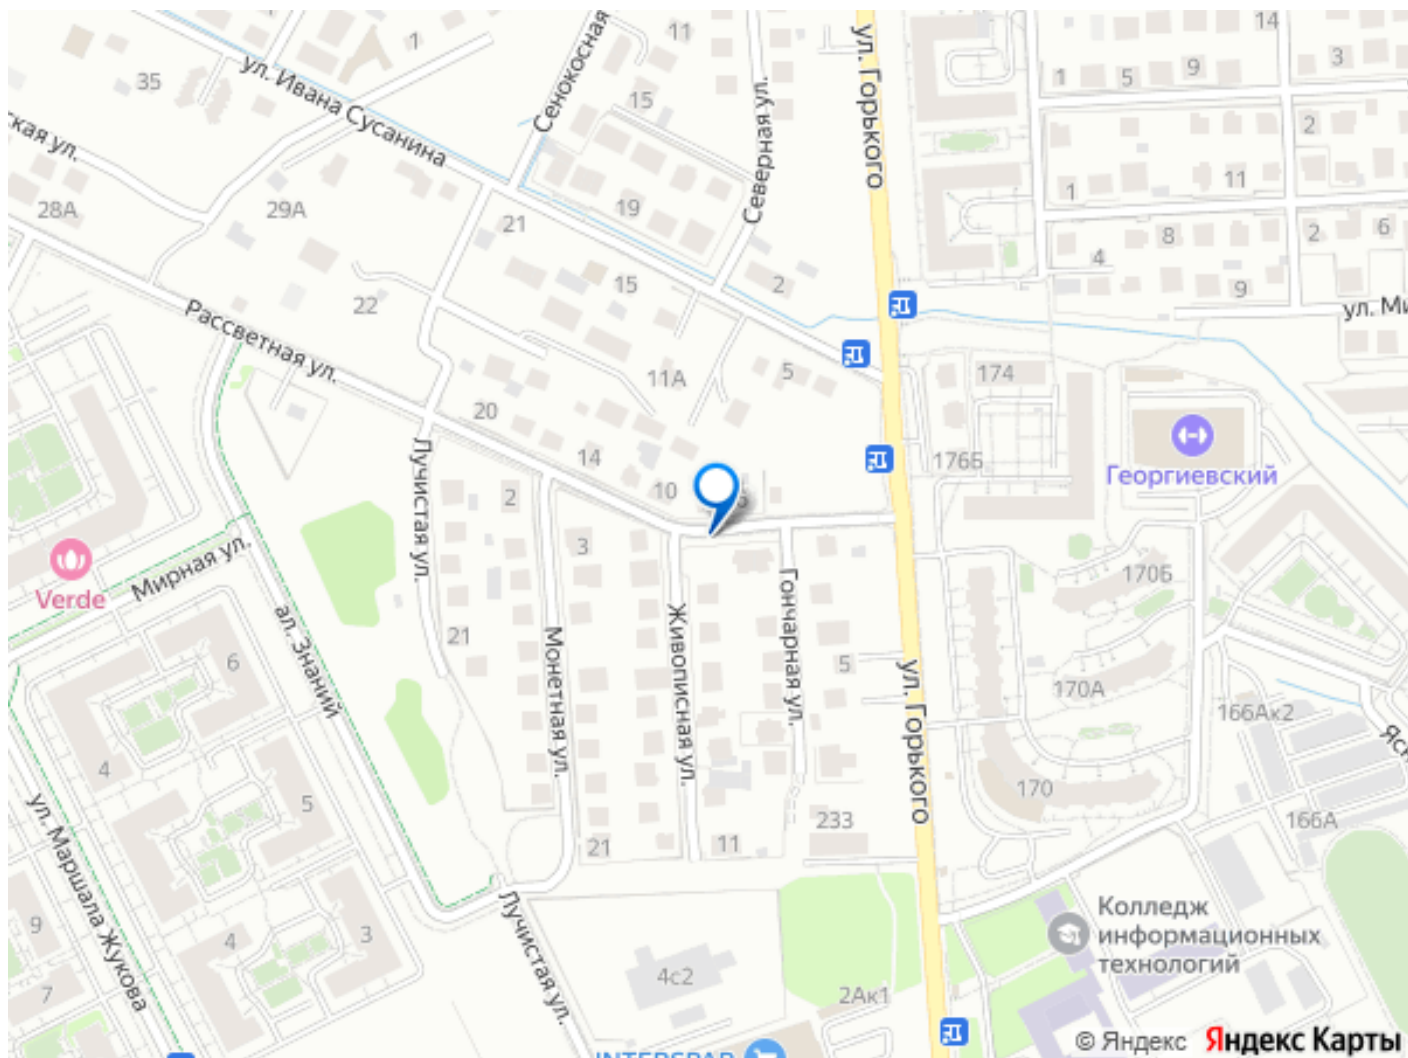 14
11
7
1
5
9
3
35
ул. Ивана Сусанина
Сенокосная
15
Северная ул.
ул. Горького
2
ская ул.
28А
29А
19
21
1
11
8
2
6
4
22
15
2
9
ул. Ми
Рассветная ул.
11А
5
174
20
14
10
176Б
Георгиевский
Лучистая ул.
2
3
Verde
Мирная ул.
ал. Знаний
21
6
Монетная ул.
Живописная ул.
Гончарная ул.
5
ул. Горького
170Б
170А
166Ак2
Яс
4
5
170
233
166А
21
11
ул. Маршала Жукова
9
4
3
7
Лучистая ул.
4с2
2Ак1
Колледж
информационных
технологий
INTERSPAR
© Яндекс Яндекс Карты